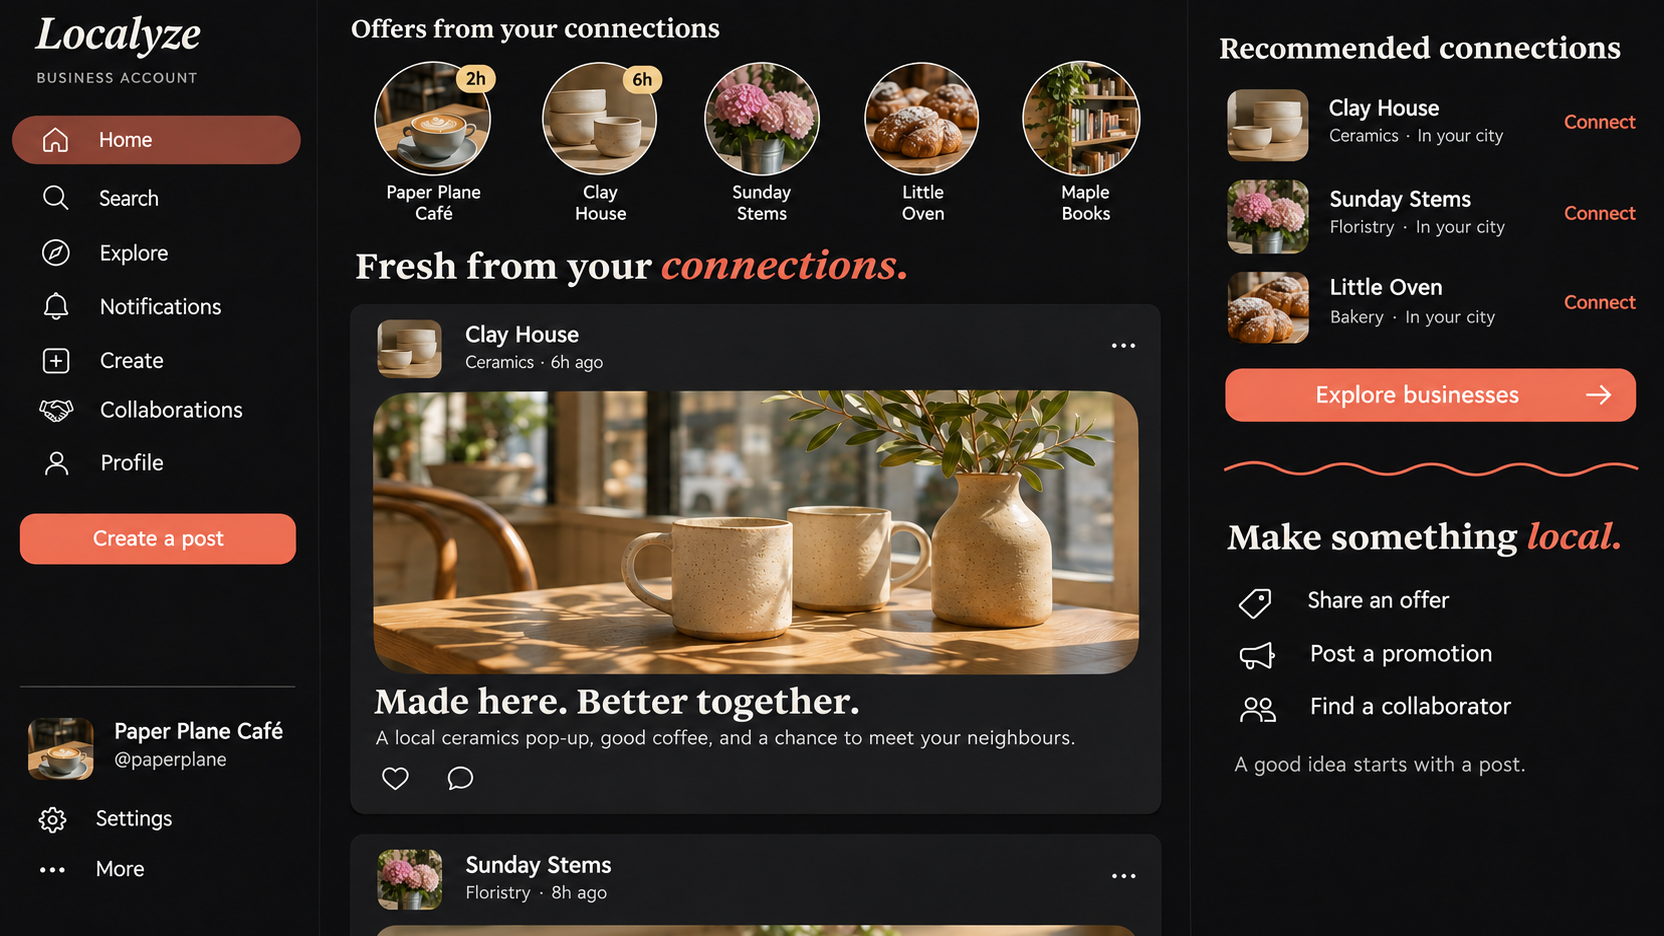 Localyze
BUSINESS ACCOUNT
Home
Search
Explore
Notifications
Create
Collaborations
Profile
Create a post
Paper Plane Café
@paperplane
Settings
More
Offers from your connections
2h
6h
Paper Plane
Café
Clay
House
Sunday
Stems
Little
Oven
Maple
Books
Fresh from your connections.
Clay House
Ceramics · 6h ago
Made here. Better together.
A local ceramics pop-up, good coffee, and a chance to meet your neighbours.
Sunday Stems
Floristry · 8h ago
Recommended connections
Clay House
Ceramics · In your city
Connect
Sunday Stems
Floristry · In your city
Connect
Little Oven
Bakery · In your city
Connect
Explore businesses
Make something local.
Share an offer
Post a promotion
Find a collaborator
A good idea starts with a post.